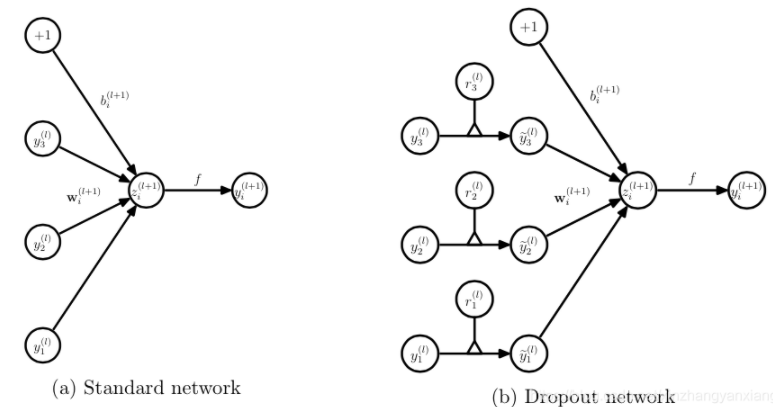 +1
b_i^{(l+1)}
y_3^{(l)}
w_i^{(l+1)}
z_i^{(l+1)}
f
y_i^{(l+1)}
y_2^{(l)}
y_1^{(l)}
(a) Standard network
+1
b_i^{(l+1)}
r_3^{(l)}
y_3^{(l)}
ỹ_3^{(l)}
r_2^{(l)}
w_i^{(l+1)}
z_i^{(l+1)}
f
y_i^{(l+1)}
y_2^{(l)}
ỹ_2^{(l)}
r_1^{(l)}
y_1^{(l)}
ỹ_1^{(l)}
(b) Dropout network